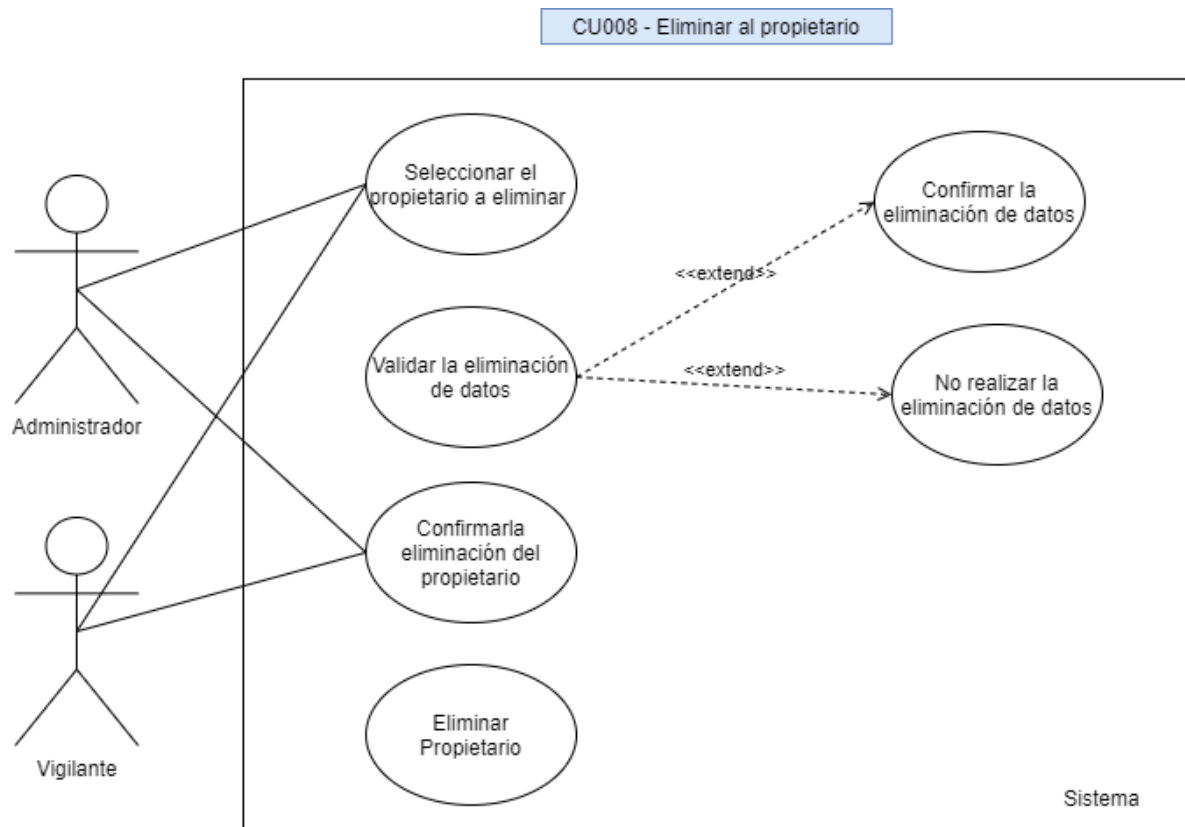 CU008 - Eliminar al propietario
Seleccionar el
propietario a eliminar
Confirmar la
eliminación de datos
<<extend>>
Validar la eliminación
de datos
<<extend>>
No realizar la
eliminación de datos
Administrador
Confirmarla
eliminación del
propietario
Eliminar
Propietario
Vigilante
Sistema